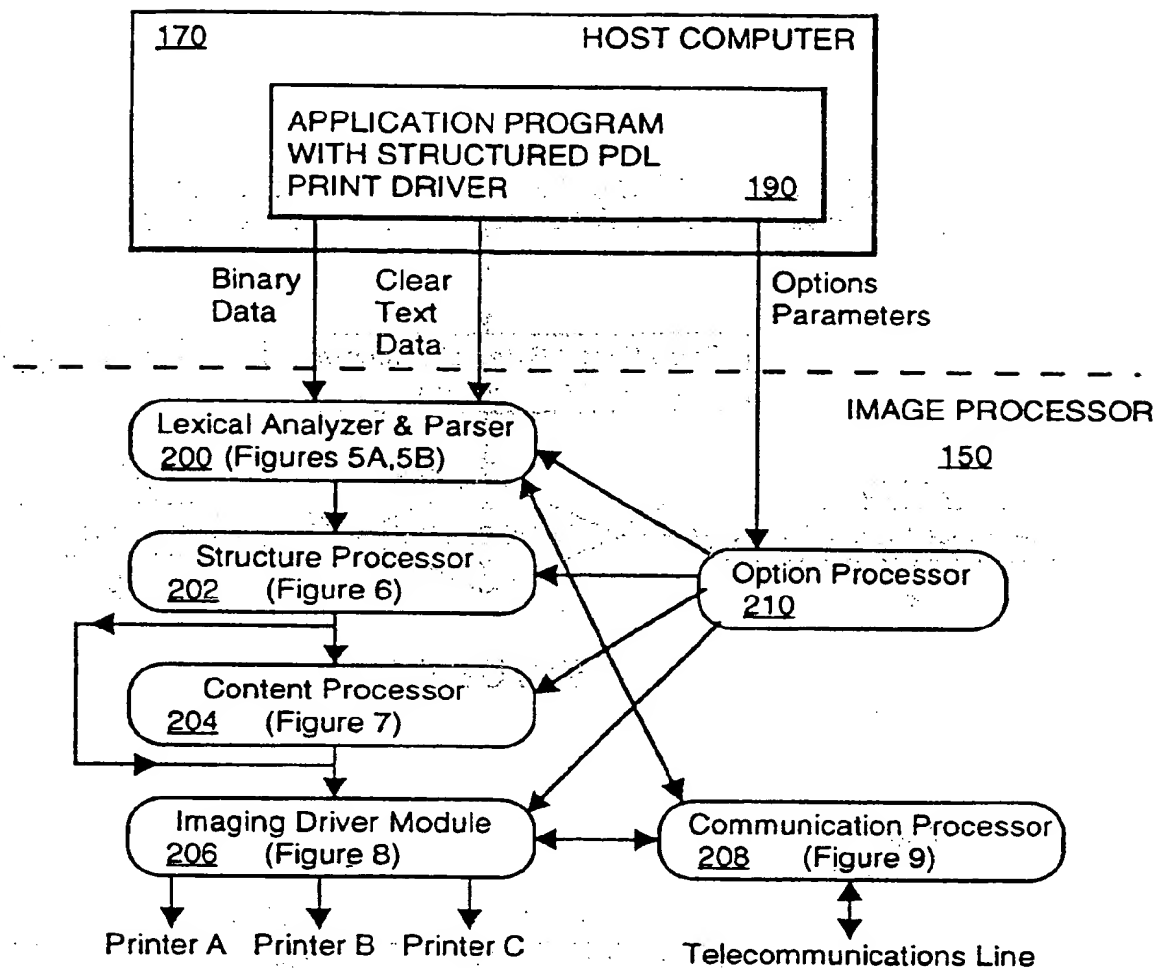 170 HOST COMPUTER
APPLICATION PROGRAM
WITH STRUCTURED PDL
PRINT DRIVER 190
Binary
Data
Clear
Text
Data
Options
Parameters
IMAGE PROCESSOR
150
Lexical Analyzer & Parser
200 (Figures 5A,5B)
Structure Processor
202 (Figure 6)
Option Processor
210
Content Processor
204 (Figure 7)
Imaging Driver Module
206 (Figure 8)
Communication Processor
208 (Figure 9)
Printer A Printer B Printer C
Telecommunications Line